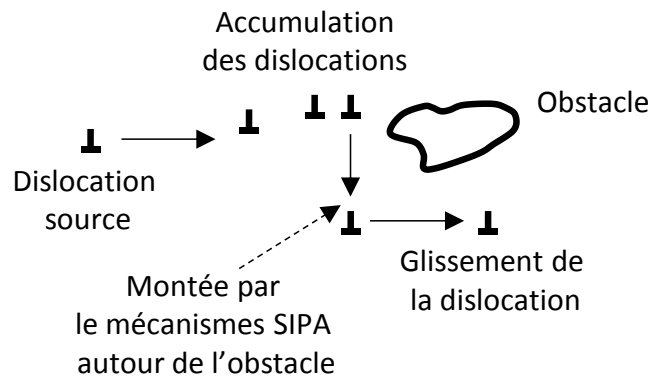 Accumulation
des dislocations
Obstacle
Dislocation
source
Glissement de
la dislocation
Montée par
le mécanismes SIPA
autour de l'obstacle